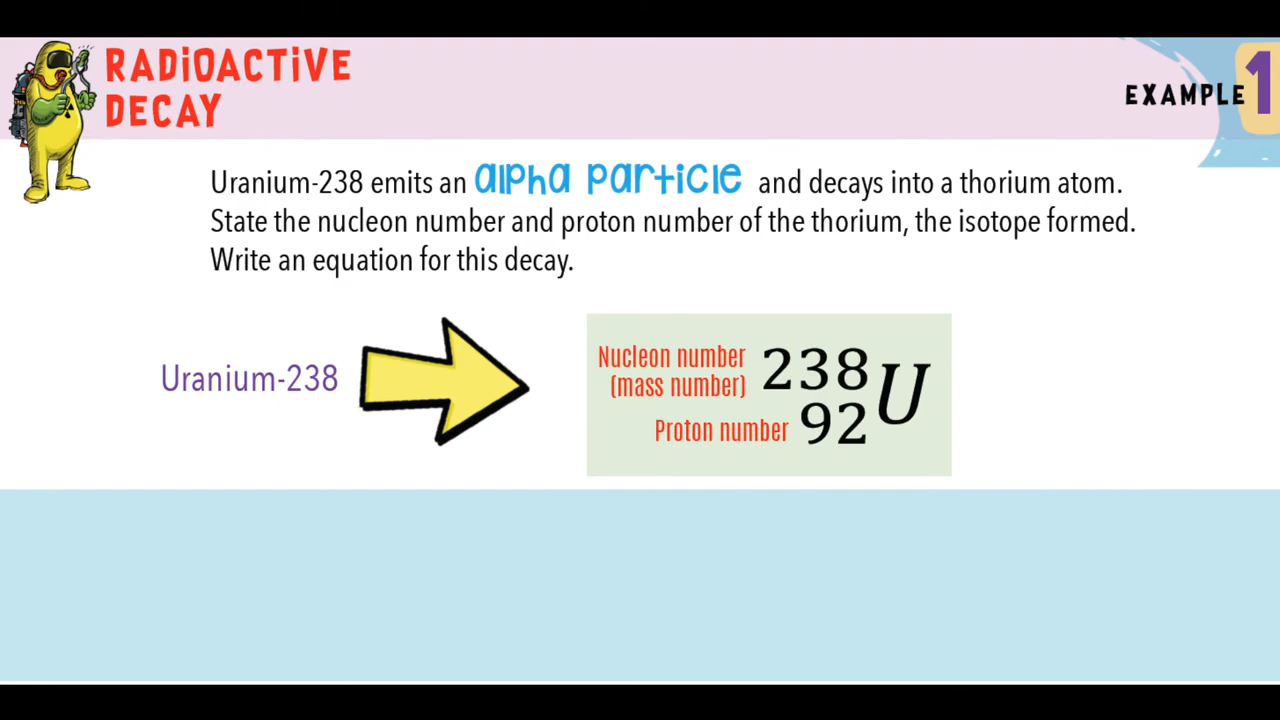 RADiOACTiVE
DECAY
EXAMPLE 1
Uranium-238 emits an alpha particle and decays into a thorium atom.
State the nucleon number and proton number of the thorium, the isotope formed.
Write an equation for this decay.
Uranium-238
Nucleon number
(mass number)
Proton number
238
92
U